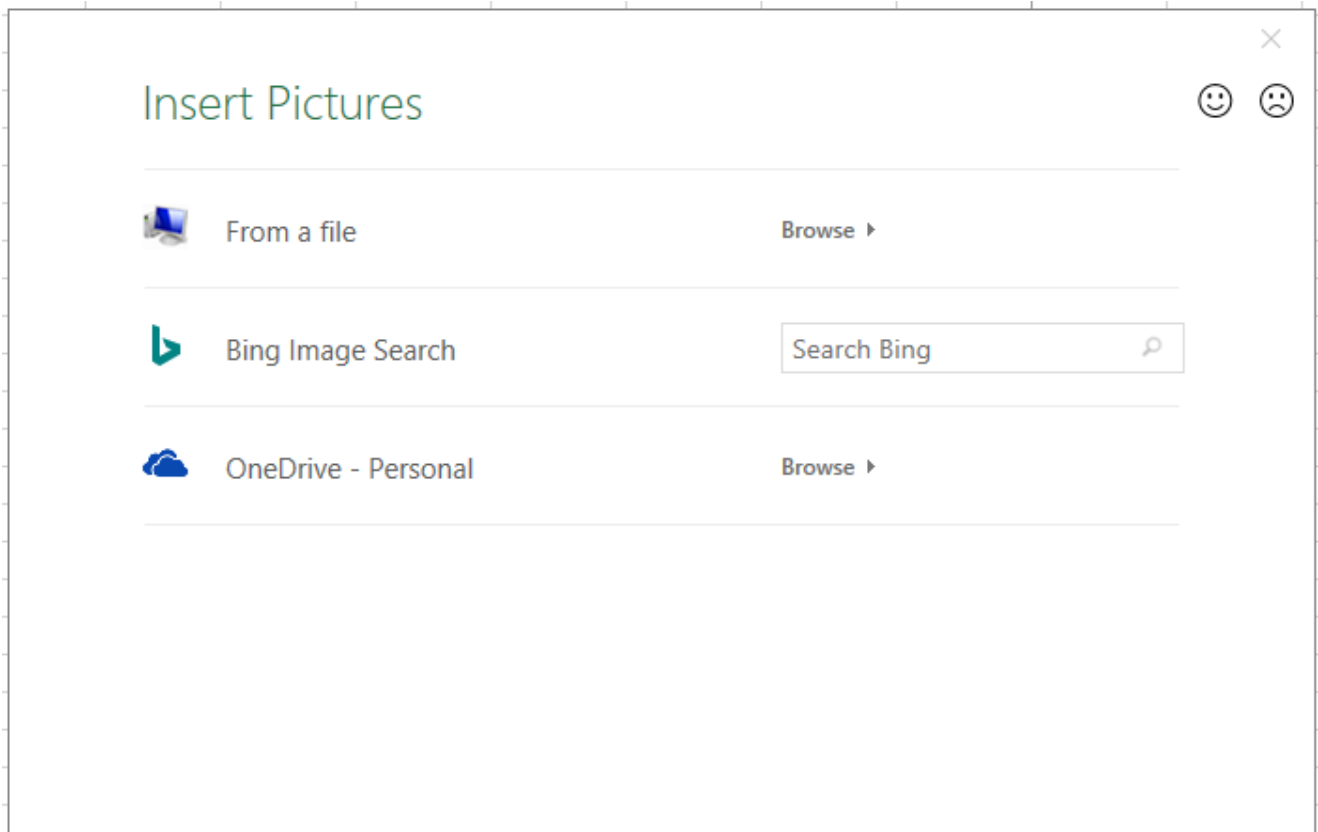 Insert Pictures
From a file
Browse
Bing Image Search
Search Bing
OneDrive - Personal
Browse